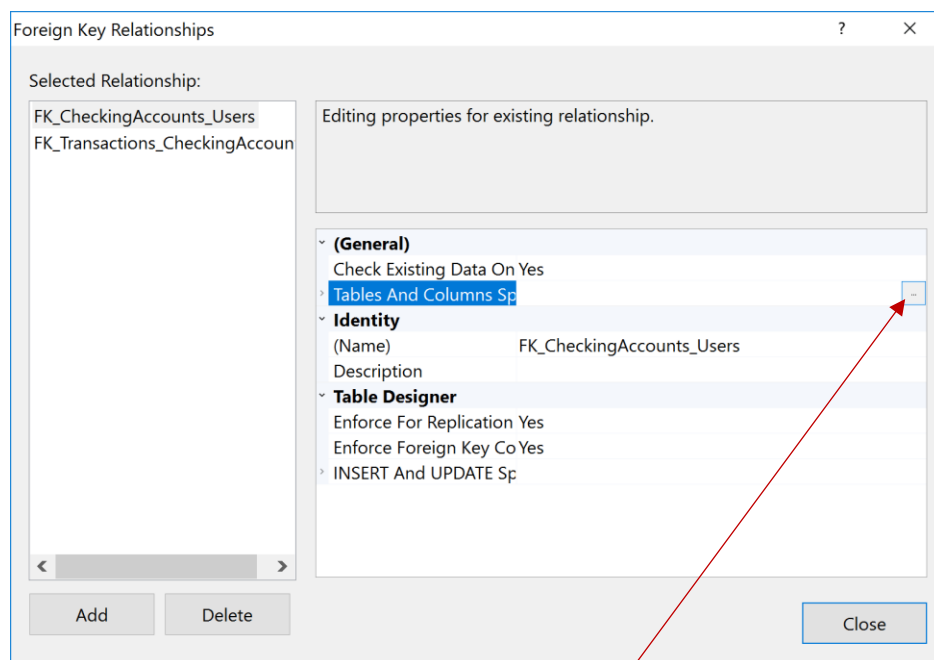 Foreign Key Relationships ? ×
Selected Relationship:
FK_CheckingAccounts_Users
FK_Transactions_CheckingAccoun
Editing properties for existing relationship.
(General)
Check Existing Data On Yes
Tables And Columns Sp ...
Identity
(Name) FK_CheckingAccounts_Users
Description
Table Designer
Enforce For Replication Yes
Enforce Foreign Key Co Yes
INSERT And UPDATE Sp
Add Delete
Close